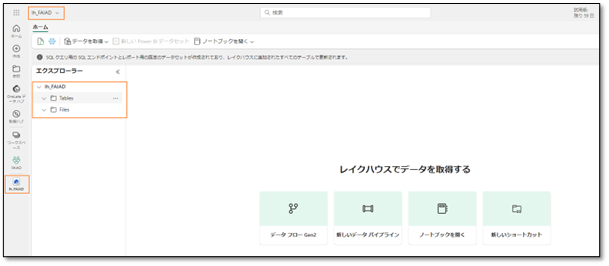 lh_FAIAD
検索
試用版:
残り 59 日
ホーム
データを取得
新しい Power BI データセット
ノートブックを開く
SQL クエリ用の SQL エンドポイントとレポート用の既定のデータセットが作成されており、レイクハウスに追加されたすべてのテーブルで更新されます。
エクスプローラー
lh_FAIAD
Tables
Files
ホーム
作成
参照
OneLake デ
ータ ハブ
監視ハブ
ワークスペ
ース
FAIAD
lh_FAIAD
レイクハウスでデータを取得する
データ フロー Gen2
新しいデータ パイプライン
ノートブックを開く
新しいショートカット